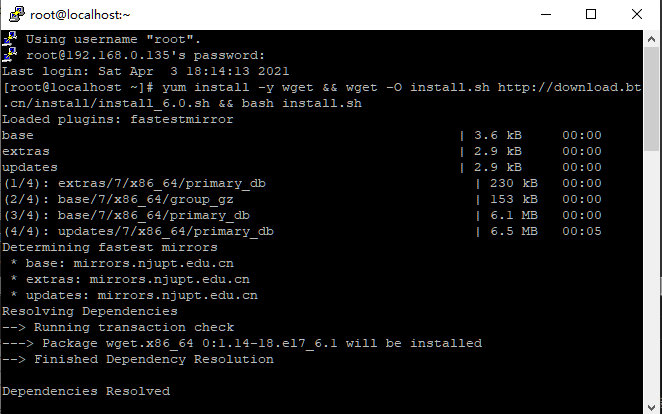 root@localhost:~
Using username "root".
root@192.168.0.135's password:
Last login: Sat Apr  3 18:14:13 2021
[root@localhost ~]# yum install -y wget && wget -O install.sh http://download.bt
.cn/install/install_6.0.sh && bash install.sh
Loaded plugins: fastestmirror
base | 3.6 kB 00:00
extras | 2.9 kB 00:00
updates | 2.9 kB 00:00
(1/4): extras/7/x86_64/primary_db | 230 kB 00:00
(2/4): base/7/x86_64/group_gz | 153 kB 00:00
(3/4): base/7/x86_64/primary_db | 6.1 MB 00:00
(4/4): updates/7/x86_64/primary_db | 6.5 MB 00:05
Determining fastest mirrors
* base: mirrors.njupt.edu.cn
* extras: mirrors.njupt.edu.cn
* updates: mirrors.njupt.edu.cn
Resolving Dependencies
--> Running transaction check
---> Package wget.x86_64 0:1.14-18.el7_6.1 will be installed
--> Finished Dependency Resolution
Dependencies Resolved